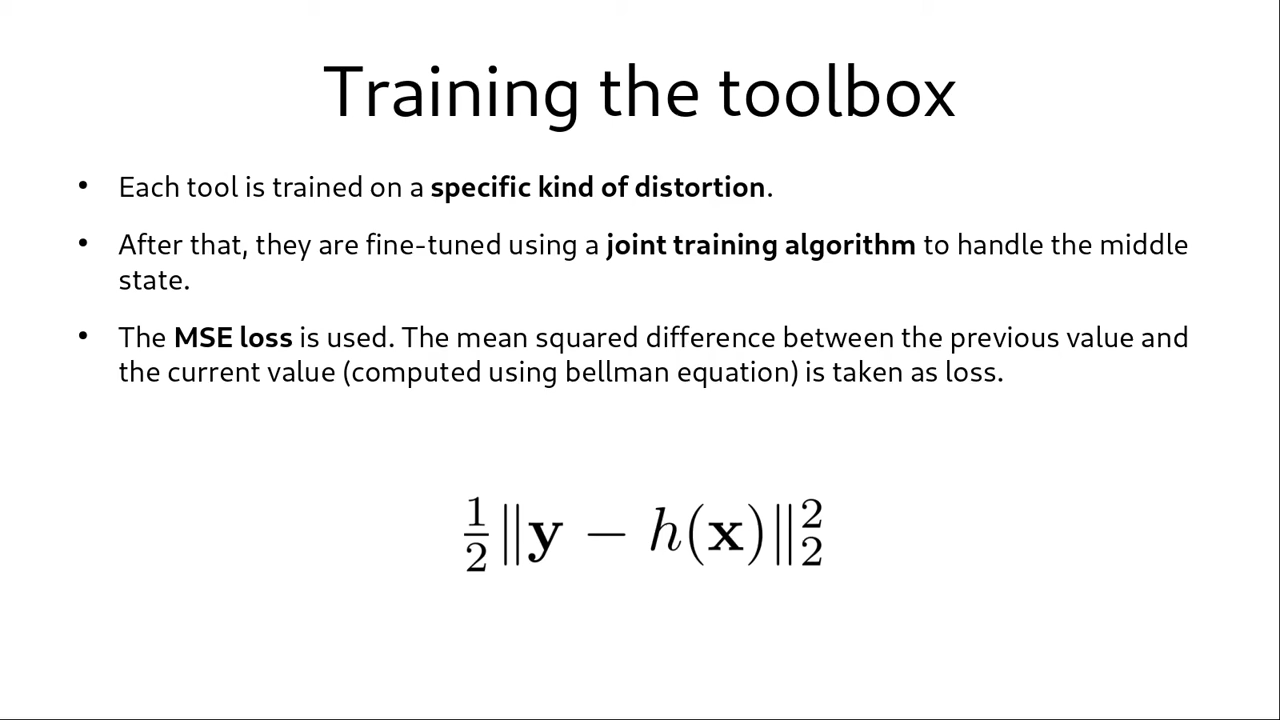 Training the toolbox
• Each tool is trained on a specific kind of distortion.
• After that, they are fine-tuned using a joint training algorithm to handle the middle
state.
• The MSE loss is used. The mean squared difference between the previous value and
the current value (computed using bellman equation) is taken as loss.
½‖y − h(x)‖₂²